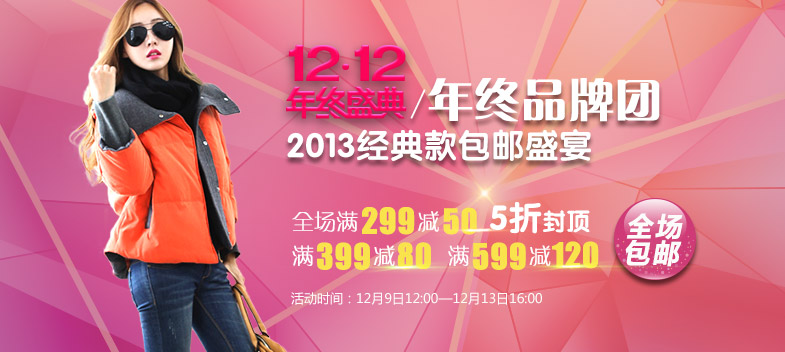 12·12
年终盛典/年终品牌团
2013经典款包邮盛宴
全场满299减50 5折封顶
满399减80 满599减120
全场
包邮
活动时间：12月9日12:00—12月13日16:00